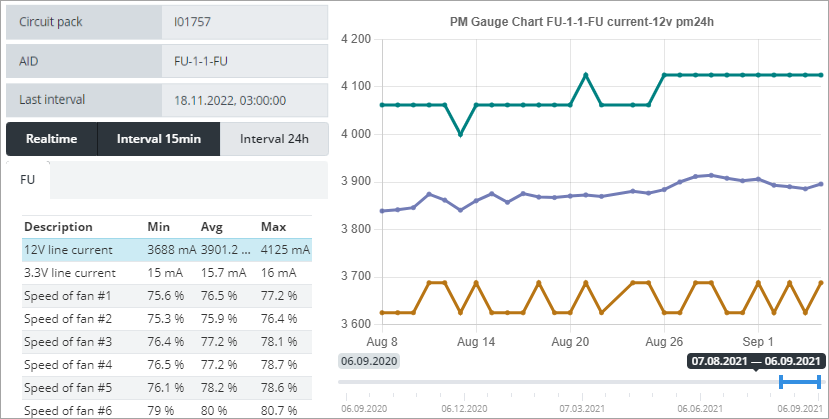 Circuit pack I01757
AID FU-1-1-FU
Last interval 18.11.2022, 03:00:00
Realtime Interval 15min Interval 24h
FU
Description Min Avg Max
12V line current 3688 mA 3901.2 ... 4125 mA
3.3V line current 15 mA 15.7 mA 16 mA
Speed of fan #1 75.6 % 76.5 % 77.2 %
Speed of fan #2 75.3 % 75.9 % 76.4 %
Speed of fan #3 76.4 % 77.2 % 78.1 %
Speed of fan #4 76.5 % 77.2 % 78.7 %
Speed of fan #5 76.1 % 78.2 % 78.6 %
Speed of fan #6 79 % 80 % 80.7 %
PM Gauge Chart FU-1-1-FU current-12v pm24h
4 200
4 100
4 000
3 900
3 800
3 700
3 600
Aug 8 Aug 14 Aug 20 Aug 26 Sep 1
06.09.2020 07.08.2021 — 06.09.2021
06.09.2020 06.12.2020 07.03.2021 06.06.2021 06.09.2021